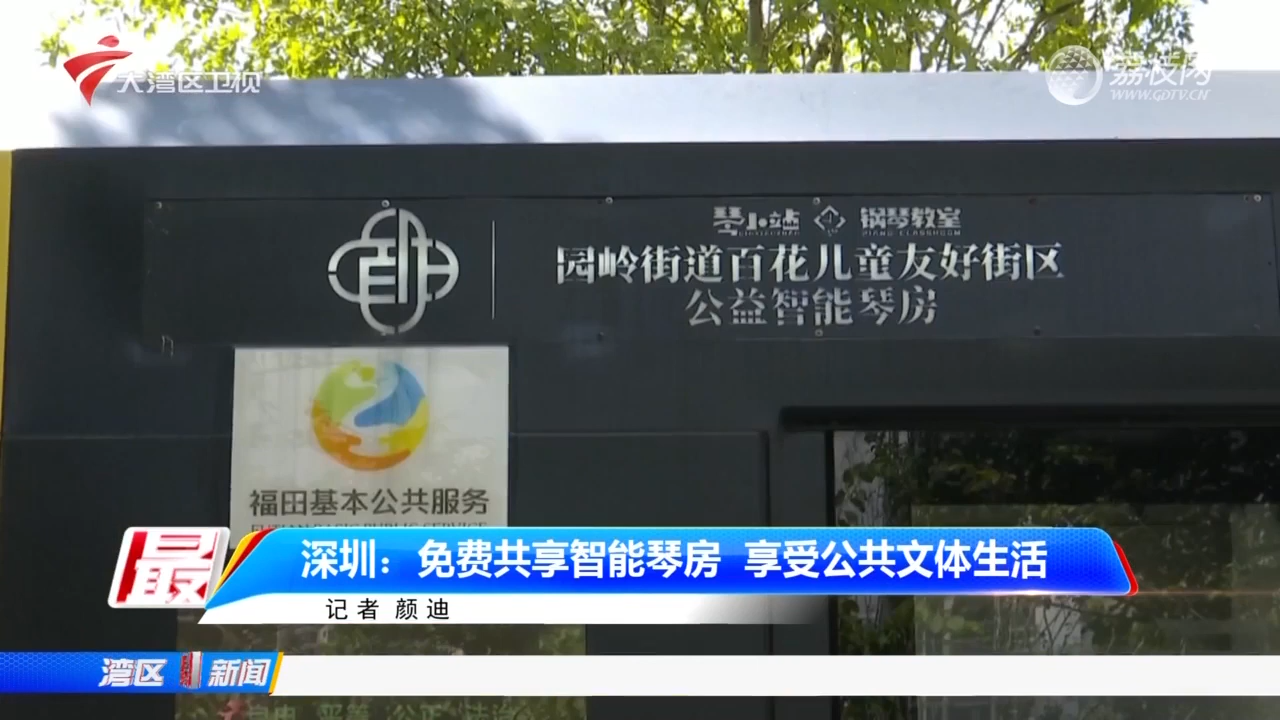 大湾区卫视
荔枝网
WWW.GDTV.CN
琴小站 钢琴教室
PIANO CLASSROOM
园岭街道百花儿童友好街区
公益智能琴房
福田基本公共服务
最
深圳：免费共享智能琴房 享受公共文体生活
记者 颜迪
湾区 新闻